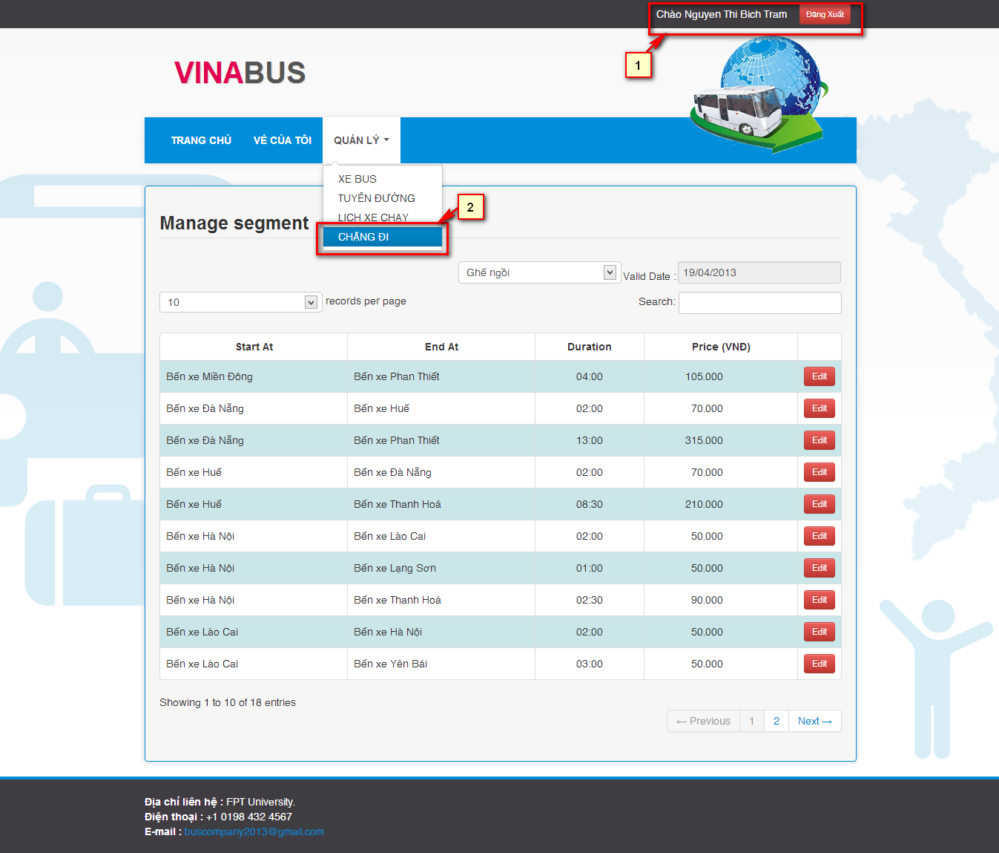 Chào Nguyen Thi Bich Tram Đăng Xuất
1
VINABUS
TRANG CHỦ VÉ CỦA TÔI QUẢN LÝ
XE BUS
TUYẾN ĐƯỜNG
LỊCH XE CHẠY
CHẶNG ĐI
2
Manage segment
Ghế ngồi Valid Date : 19/04/2013
10 records per page Search:
Start At End At Duration Price (VNĐ)
Bến xe Miền Đông Bến xe Phan Thiết 04:00 105.000 Edit
Bến xe Đà Nẵng Bến xe Huế 02:00 70.000 Edit
Bến xe Đà Nẵng Bến xe Phan Thiết 13:00 315.000 Edit
Bến xe Huế Bến xe Đà Nẵng 02:00 70.000 Edit
Bến xe Huế Bến xe Thanh Hoá 08:30 210.000 Edit
Bến xe Hà Nội Bến xe Lào Cai 02:00 50.000 Edit
Bến xe Hà Nội Bến xe Lạng Sơn 01:00 50.000 Edit
Bến xe Hà Nội Bến xe Thanh Hoá 02:30 90.000 Edit
Bến xe Lào Cai Bến xe Hà Nội 02:00 50.000 Edit
Bến xe Lào Cai Bến xe Yên Bái 03:00 50.000 Edit
Showing 1 to 10 of 18 entries
← Previous 1 2 Next →
Địa chỉ liên hệ : FPT University.
Điện thoại : +1 0198 432 4567
E-mail : buscompany2013@gmail.com